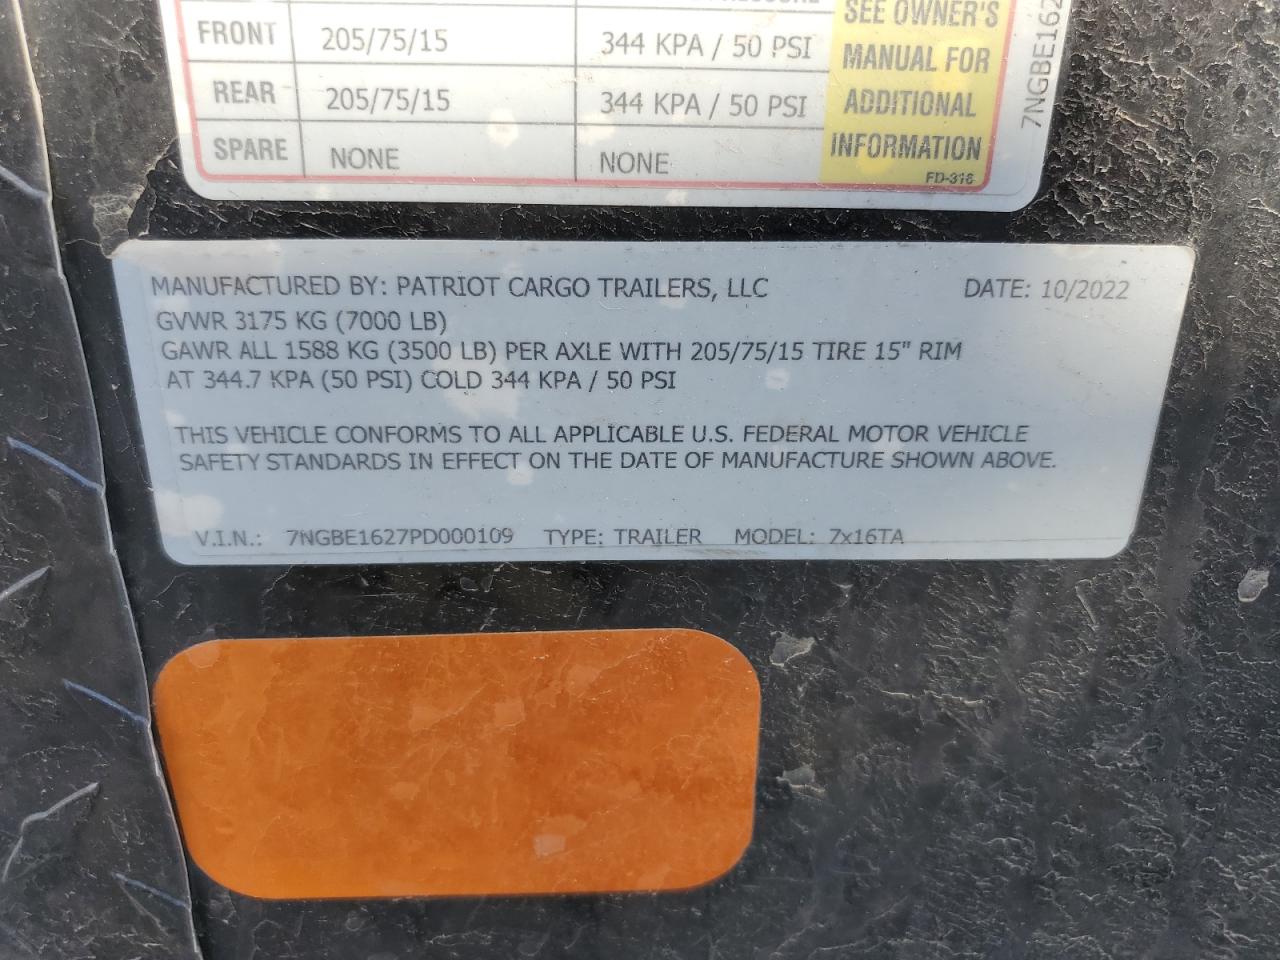 FRONT 205/75/15 344 KPA / 50 PSI
REAR 205/75/15 344 KPA / 50 PSI
SPARE NONE NONE
SEE OWNER'S
MANUAL FOR
ADDITIONAL
INFORMATION
FD-316
7NGBE162
MANUFACTURED BY: PATRIOT CARGO TRAILERS, LLC DATE: 10/2022
GVWR 3175 KG (7000 LB)
GAWR ALL 1588 KG (3500 LB) PER AXLE WITH 205/75/15 TIRE 15" RIM
AT 344.7 KPA (50 PSI) COLD 344 KPA / 50 PSI
THIS VEHICLE CONFORMS TO ALL APPLICABLE U.S. FEDERAL MOTOR VEHICLE
SAFETY STANDARDS IN EFFECT ON THE DATE OF MANUFACTURE SHOWN ABOVE.
V.I.N.: 7NGBE1627PD000109 TYPE: TRAILER MODEL: 7x16TA